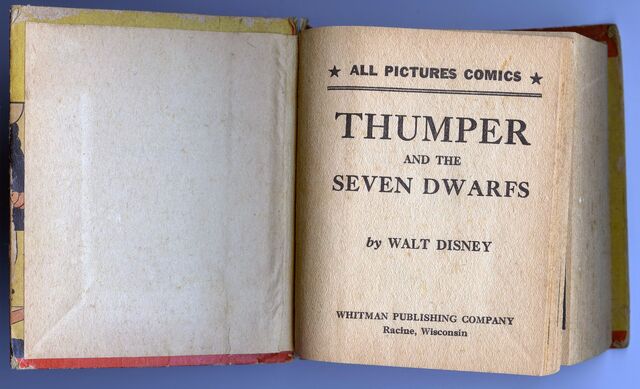 ★ ALL PICTURES COMICS ★
THUMPER
AND THE
SEVEN DWARFS
by WALT DISNEY
WHITMAN PUBLISHING COMPANY
Racine, Wisconsin